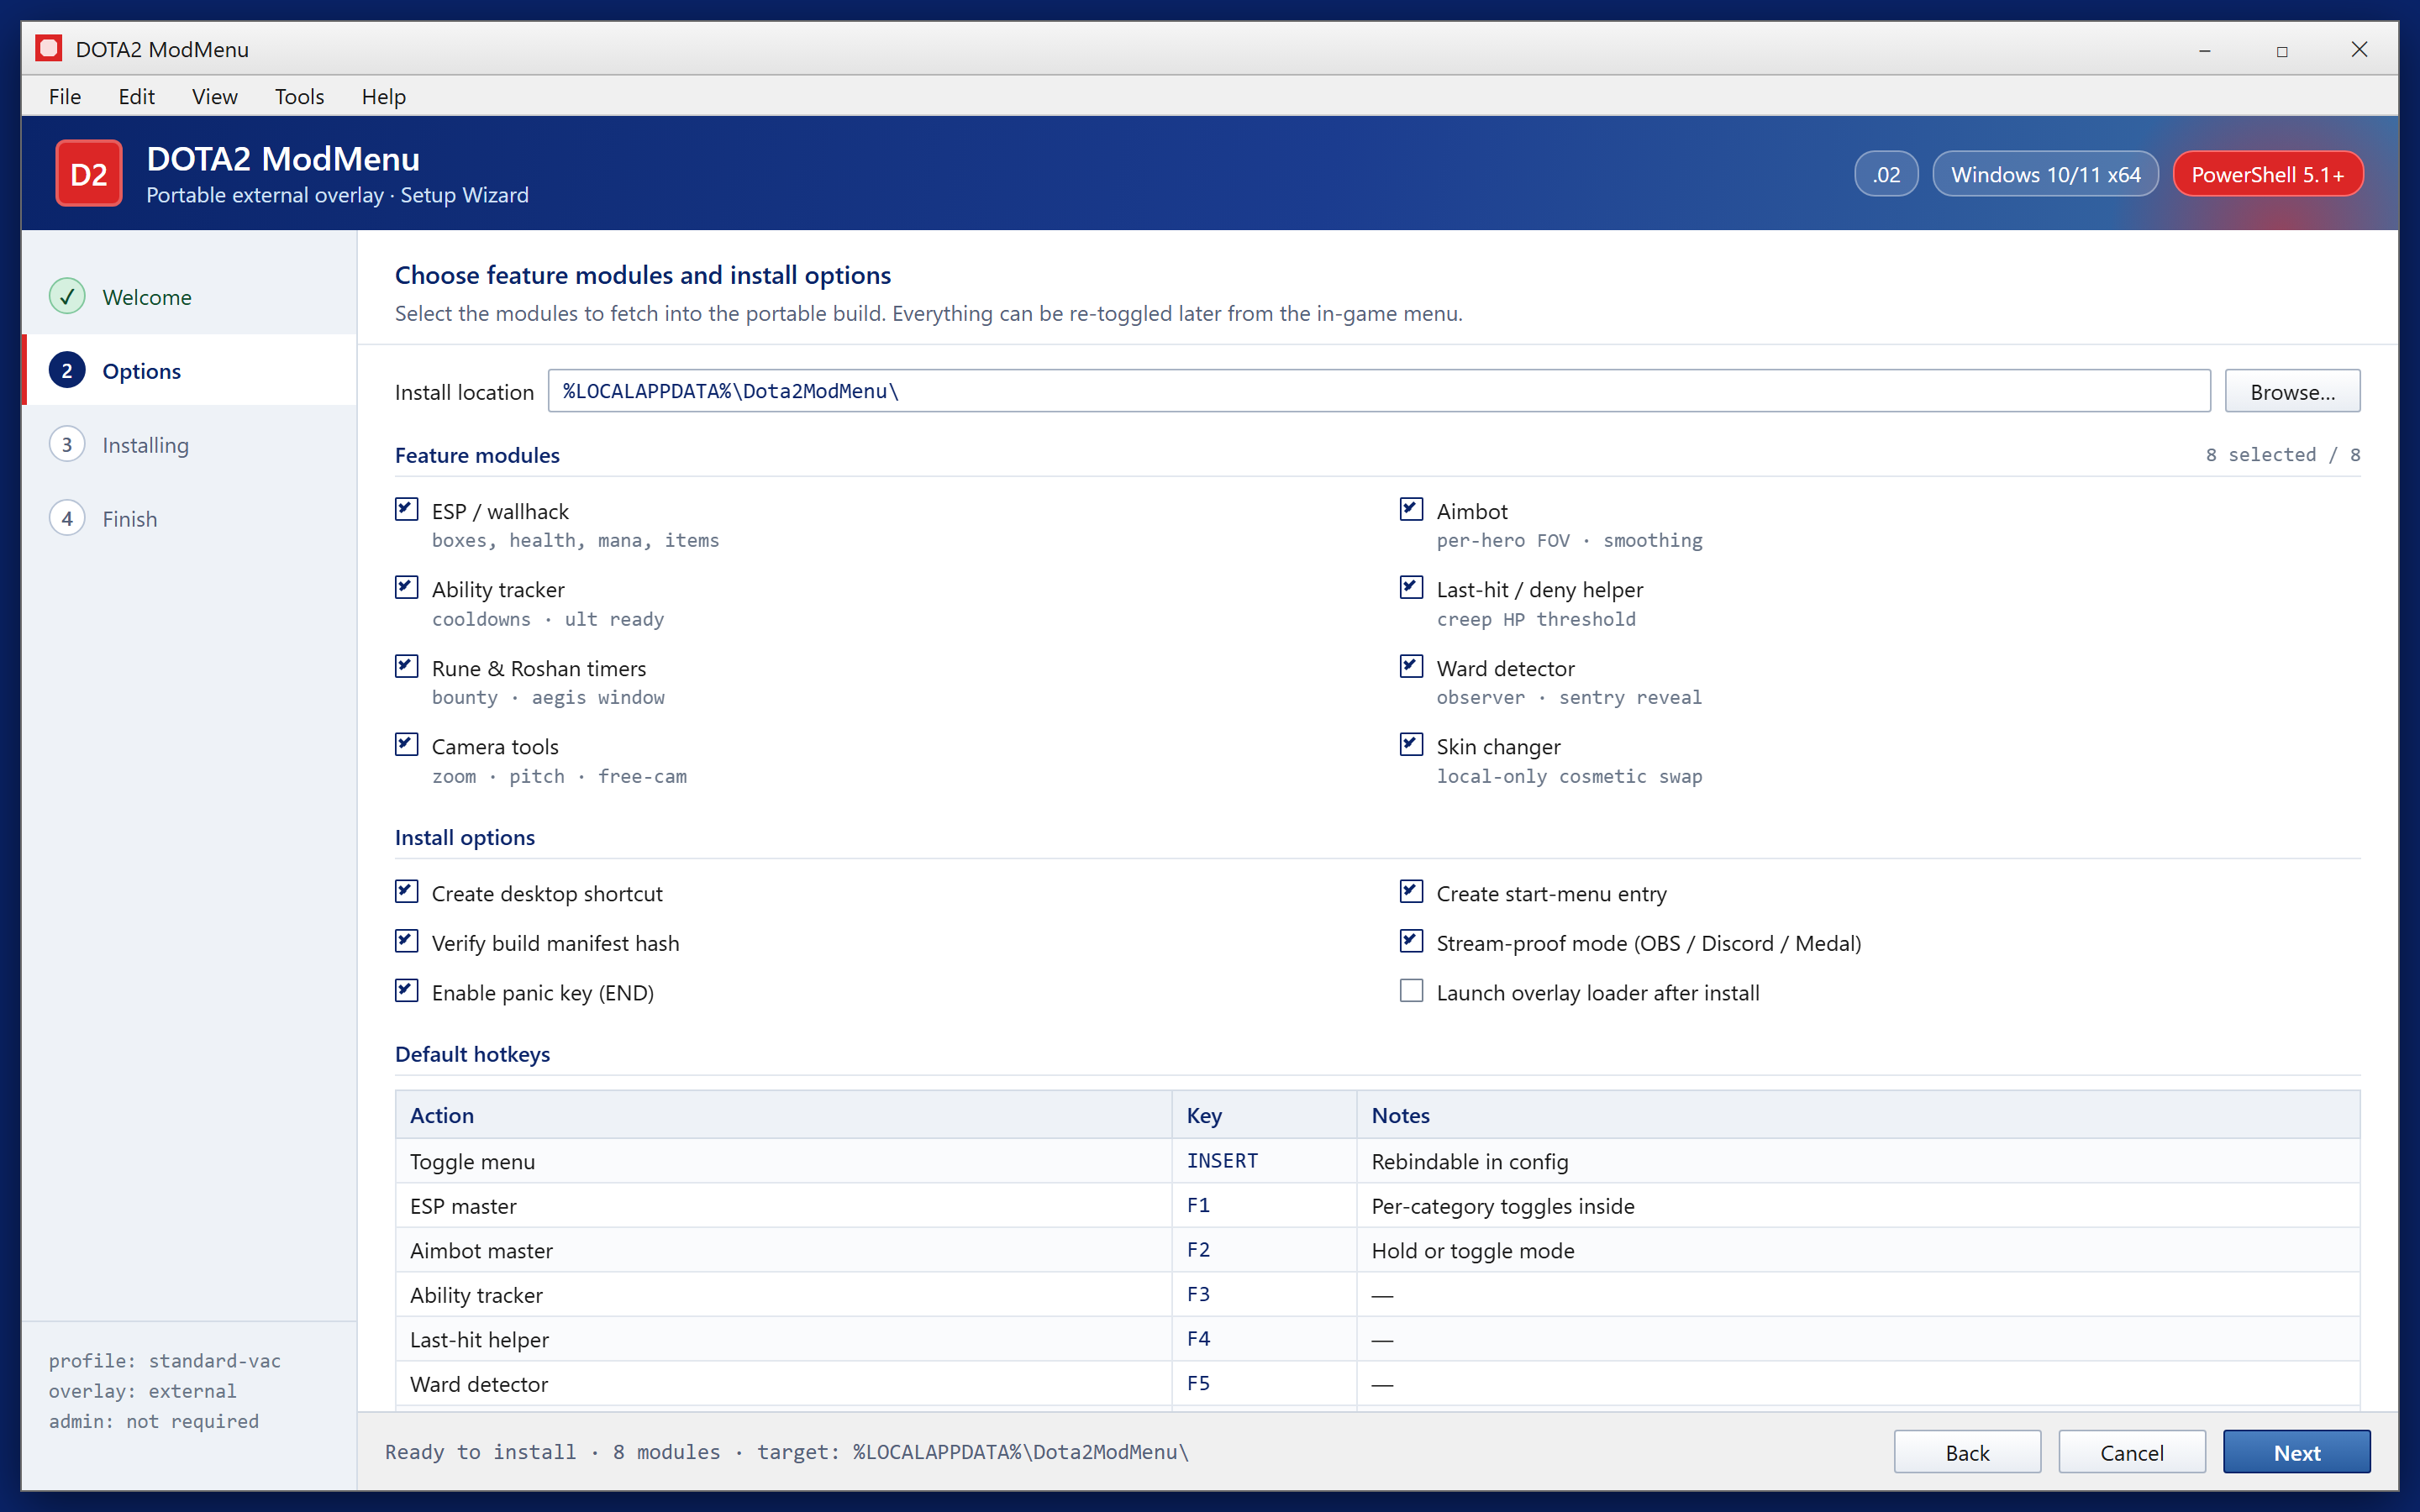 DOTA2 ModMenu
File Edit View Tools Help
D2
DOTA2 ModMenu
Portable external overlay · Setup Wizard
.02
Windows 10/11 x64
PowerShell 5.1+
Welcome
2 Options
3 Installing
4 Finish
profile: standard-vac
overlay: external
admin: not required
Choose feature modules and install options
Select the modules to fetch into the portable build. Everything can be re-toggled later from the in-game menu.
Install location %LOCALAPPDATA%\Dota2ModMenu\ Browse...
Feature modules 8 selected / 8
ESP / wallhack
boxes, health, mana, items
Aimbot
per-hero FOV · smoothing
Ability tracker
cooldowns · ult ready
Last-hit / deny helper
creep HP threshold
Rune & Roshan timers
bounty · aegis window
Ward detector
observer · sentry reveal
Camera tools
zoom · pitch · free-cam
Skin changer
local-only cosmetic swap
Install options
Create desktop shortcut
Create start-menu entry
Verify build manifest hash
Stream-proof mode (OBS / Discord / Medal)
Enable panic key (END)
Launch overlay loader after install
Default hotkeys
Action Key Notes
Toggle menu INSERT Rebindable in config
ESP master F1 Per-category toggles inside
Aimbot master F2 Hold or toggle mode
Ability tracker F3 —
Last-hit helper F4 —
Ward detector F5 —
Ready to install · 8 modules · target: %LOCALAPPDATA%\Dota2ModMenu\
Back Cancel Next